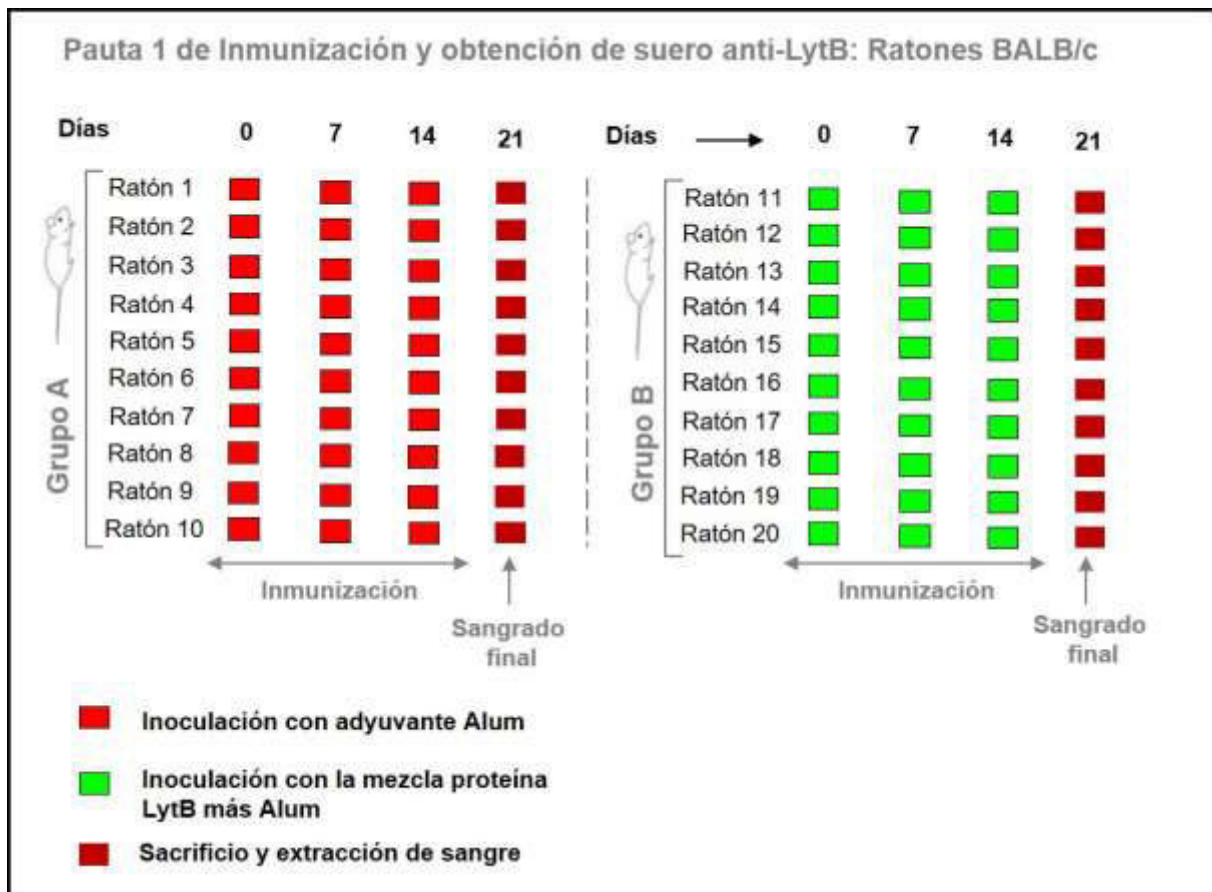 Pauta 1 de Inmunización y obtención de suero anti-LytB: Ratones BALB/c
Días 0 7 14 21
Grupo A
Ratón 1
Ratón 2
Ratón 3
Ratón 4
Ratón 5
Ratón 6
Ratón 7
Ratón 8
Ratón 9
Ratón 10
Inmunización
Sangrado
final
Días 0 7 14 21
Grupo B
Ratón 11
Ratón 12
Ratón 13
Ratón 14
Ratón 15
Ratón 16
Ratón 17
Ratón 18
Ratón 19
Ratón 20
Inmunización
Sangrado
final
Inoculación con adyuvante Alum
Inoculación con la mezcla proteína
LytB más Alum
Sacrificio y extracción de sangre